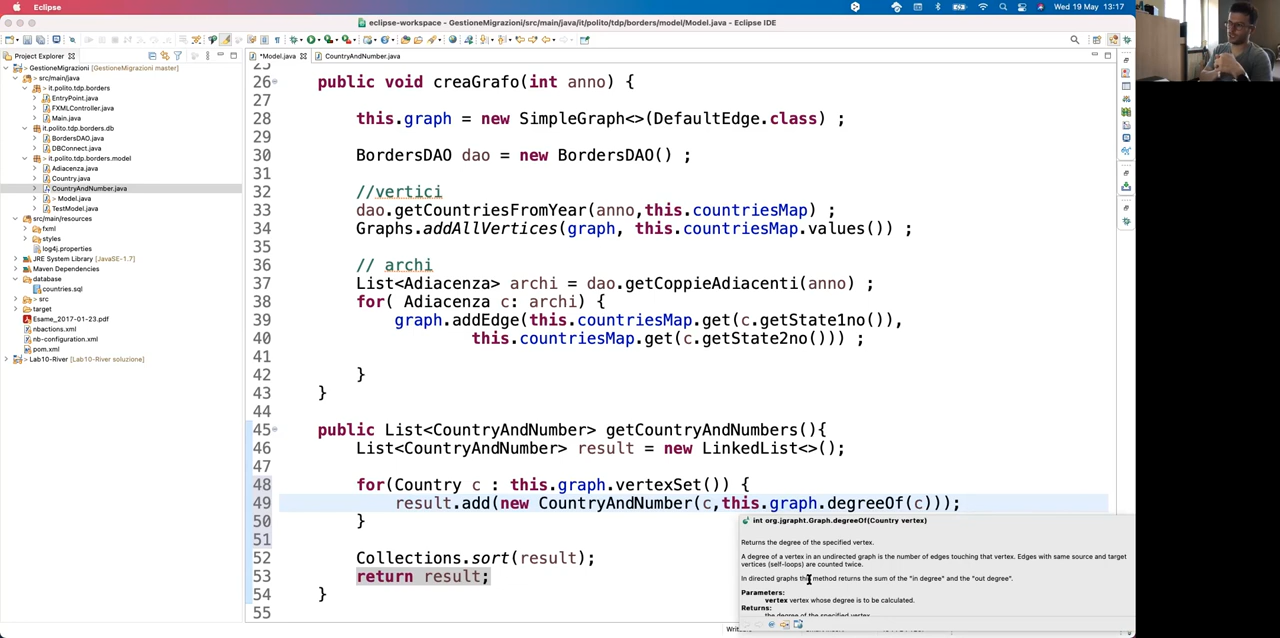 Eclipse
Wed 19 May 13:17
eclipse-workspace - GestioneMigrazioni/src/main/java/it/polito/tdp/borders/model/Model.java - Eclipse IDE
Project Explorer
*Model.java
CountryAndNumber.java
GestioneMigrazioni [GestioneMigrazioni master]
src/main/java
it.polito.tdp.borders
EntryPoint.java
FXMLController.java
Main.java
it.polito.tdp.borders.db
BordersDAO.java
DBConnect.java
it.polito.tdp.borders.model
Adiacenza.java
Country.java
CountryAndNumber.java
> Model.java
TestModel.java
src/main/resources
fxml
styles
log4j.properties
JRE System Library [JavaSE-1.7]
Maven Dependencies
database
countries.sql
src
target
Esame_2017-01-23.pdf
nbactions.xml
nb-configuration.xml
pom.xml
Lab10-River [Lab10-River soluzione]
25
26 public void creaGrafo(int anno) {
27
28 this.graph = new SimpleGraph<>(DefaultEdge.class) ;
29
30 BordersDAO dao = new BordersDAO() ;
31
32 //vertici
33 dao.getCountriesFromYear(anno,this.countriesMap) ;
34 Graphs.addAllVertices(graph, this.countriesMap.values()) ;
35
36 // archi
37 List<Adiacenza> archi = dao.getCoppieAdiacenti(anno) ;
38 for( Adiacenza c: archi) {
39 graph.addEdge(this.countriesMap.get(c.getState1no()),
40 this.countriesMap.get(c.getState2no())) ;
41
42 }
43 }
44
45 public List<CountryAndNumber> getCountryAndNumbers(){
46 List<CountryAndNumber> result = new LinkedList<>();
47
48 for(Country c : this.graph.vertexSet()) {
49 result.add(new CountryAndNumber(c,this.graph.degreeOf(c)));
50 }
51
52 Collections.sort(result);
53 return result;
54 }
55
int org.jgrapht.Graph.degreeOf(Country vertex)
Returns the degree of the specified vertex.
A degree of a vertex in an undirected graph is the number of edges touching that vertex. Edges with same source and target
vertices (self-loops) are counted twice.
In directed graphs this method returns the sum of the "in degree" and the "out degree".
Parameters:
vertex vertex whose degree is to be calculated.
Returns:
the degree of the specified vertex.